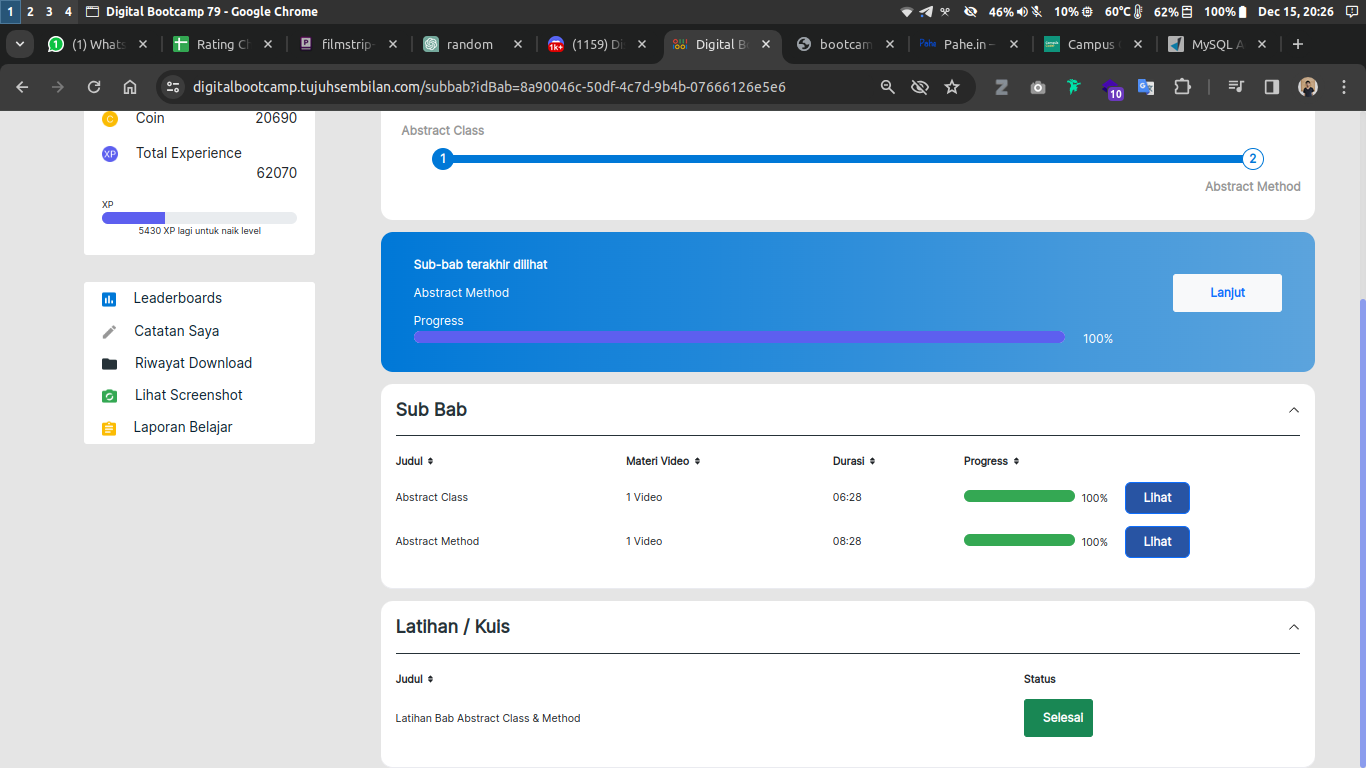 1 2 3 4 Digital Bootcamp 79 - Google Chrome 46% 10% 60°C 62% 100% Dec 15, 20:26
(1) Whats Rating Ch filmstrip- random (1159) Di Digital Bo bootcam Pahe.in – Campus MySQL A
digitalbootcamp.tujuhsembilan.com/subbab?idBab=8a90046c-50df-4c7d-9b4b-07666126e5e6
10
Coin 20690
Total Experience
62070
XP
5430 XP lagi untuk naik level
Leaderboards
Catatan Saya
Riwayat Download
Lihat Screenshot
Laporan Belajar
Abstract Class
1 2
Abstract Method
Sub-bab terakhir dilihat
Abstract Method
Lanjut
Progress
100%
Sub Bab
Judul Materi Video Durasi Progress
Abstract Class 1 Video 06:28 100% Lihat
Abstract Method 1 Video 08:28 100% Lihat
Latihan / Kuis
Judul Status
Latihan Bab Abstract Class & Method Selesai